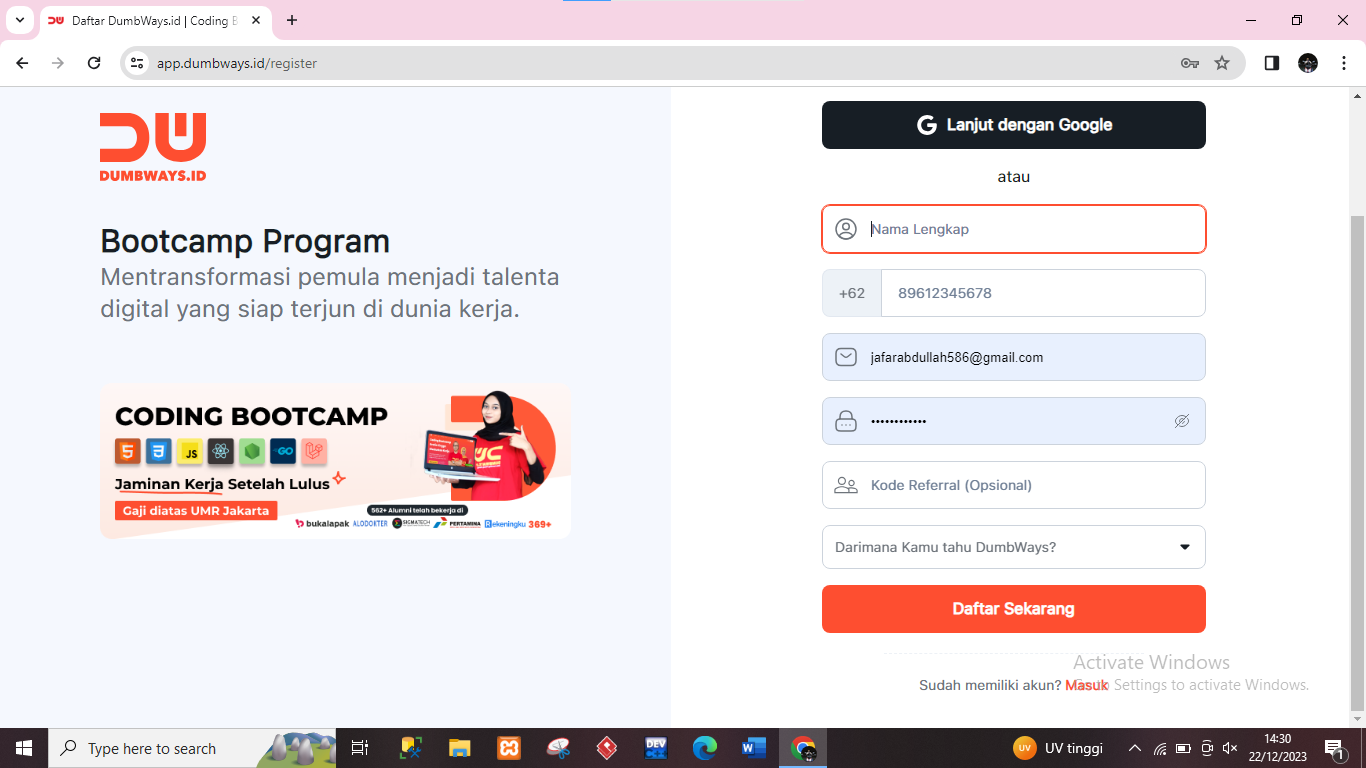 Daftar DumbWays.id | Coding B
app.dumbways.id/register
DUMBWAYS.ID
Bootcamp Program
Mentransformasi pemula menjadi talenta
digital yang siap terjun di dunia kerja.
CODING BOOTCAMP
JS
GO
Jaminan Kerja Setelah Lulus
Gaji diatas UMR Jakarta
562+ Alumni telah bekerja di
bukalapak ALODOKTER SIGMATECH PERTAMINA Rekeningku 369+
Lanjut dengan Google
atau
Nama Lengkap
+62 89612345678
jafarabdullah586@gmail.com
••••••••••••
Kode Referral (Opsional)
Darimana Kamu tahu DumbWays?
Daftar Sekarang
Activate Windows
Sudah memiliki akun? Masuk
Settings to activate Windows.
Type here to search
DEV
UV
UV tinggi
14:30
22/12/2023
1